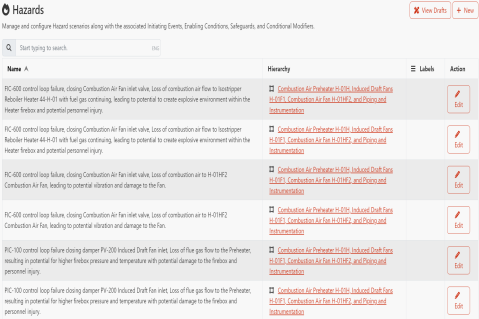 Hazards
View Drafts
+ New
Manage and configure Hazard scenarios along with the associated Initiating Events, Enabling Conditions, Safeguards, and Conditional Modifiers.
Start typing to search.
Name
Hierarchy
Labels
Action
FIC-600 control loop failure, closing Combustion Air Fan inlet valve, Loss of combustion air flow to Isostripper
Reboiler Heater 44-H-01 with fuel gas continuing, leading to potential to create explosive environment within the
Heater firebox and potential personnel injury.
Combustion Air Preheater H-01H, Induced Draft Fans
H-01F1, Combustion Air Fan H-01HF2, and Piping and
Instrumentation
Edit
FIC-600 control loop failure, closing Combustion Air Fan inlet valve, Loss of combustion air flow to Isostripper
Reboiler Heater 44-H-01 with fuel gas continuing, leading to potential to create explosive environment within the
Heater firebox and potential personnel injury.
Combustion Air Preheater H-01H, Induced Draft Fans
H-01F1, Combustion Air Fan H-01HF2, and Piping and
Instrumentation
Edit
FIC-600 control loop failure, closing Combustion Air Fan inlet valve, Loss of combustion air to H-01HF2
Combustion Air Fan, leading to potential vibration and damage to the Fan.
Combustion Air Preheater H-01H, Induced Draft Fans
H-01F1, Combustion Air Fan H-01HF2, and Piping and
Instrumentation
Edit
FIC-600 control loop failure, closing Combustion Air Fan inlet valve, Loss of combustion air to H-01HF2
Combustion Air Fan, leading to potential vibration and damage to the Fan.
Combustion Air Preheater H-01H, Induced Draft Fans
H-01F1, Combustion Air Fan H-01HF2, and Piping and
Instrumentation
Edit
PIC-100 control loop failure closing damper PV-200 Induced Draft Fan inlet, Loss of flue gas flow to the Preheater,
resulting in potential for higher firebox pressure and temperature with potential damage to the firebox and
personnel injury.
Combustion Air Preheater H-01H, Induced Draft Fans
H-01F1, Combustion Air Fan H-01HF2, and Piping and
Instrumentation
Edit
PIC-100 control loop failure closing damper PV-200 Induced Draft Fan inlet, Loss of flue gas flow to the Preheater,
resulting in potential for higher firebox pressure and temperature with potential damage to the firebox and
personnel injury.
Combustion Air Preheater H-01H, Induced Draft Fans
H-01F1, Combustion Air Fan H-01HF2, and Piping and
Instrumentation
Edit